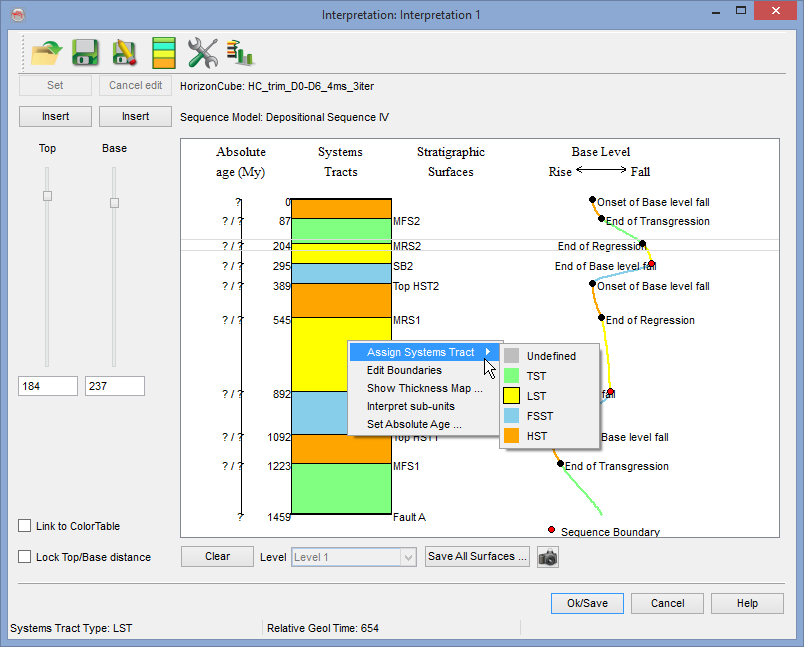 Interpretation: Interpretation 1
Set Cancel edit HorizonCube: HC_trim_D0-D6_4ms_3iter
Insert Insert Sequence Model: Depositional Sequence IV
Top Base
184 237
Link to ColorTable
Lock Top/Base distance
Absolute Systems Stratigraphic Base Level
age (My) Tracts Surfaces Rise Fall
? 0 Onset of Base level fall
? / ? 87 MFS2 End of Transgression
? / ? 204 MRS2 End of Regression
? / ? 295 SB2 End of Base level fall
? / ? 389 Top HST2 Onset of Base level fall
? / ? 545 MRS1 End of Regression
? / ? 892 fall
? / ? 1092 Top HST1 Base level fall
? / ? 1223 MFS1 End of Transgression
? 1459 Fault A
Sequence Boundary
Assign Systems Tract
Edit Boundaries
Show Thickness Map ...
Interpret sub-units
Set Absolute Age ...
Undefined
TST
LST
FSST
HST
Clear Level Level 1 Save All Surfaces ...
Ok/Save Cancel Help
Systems Tract Type: LST Relative Geol Time: 654